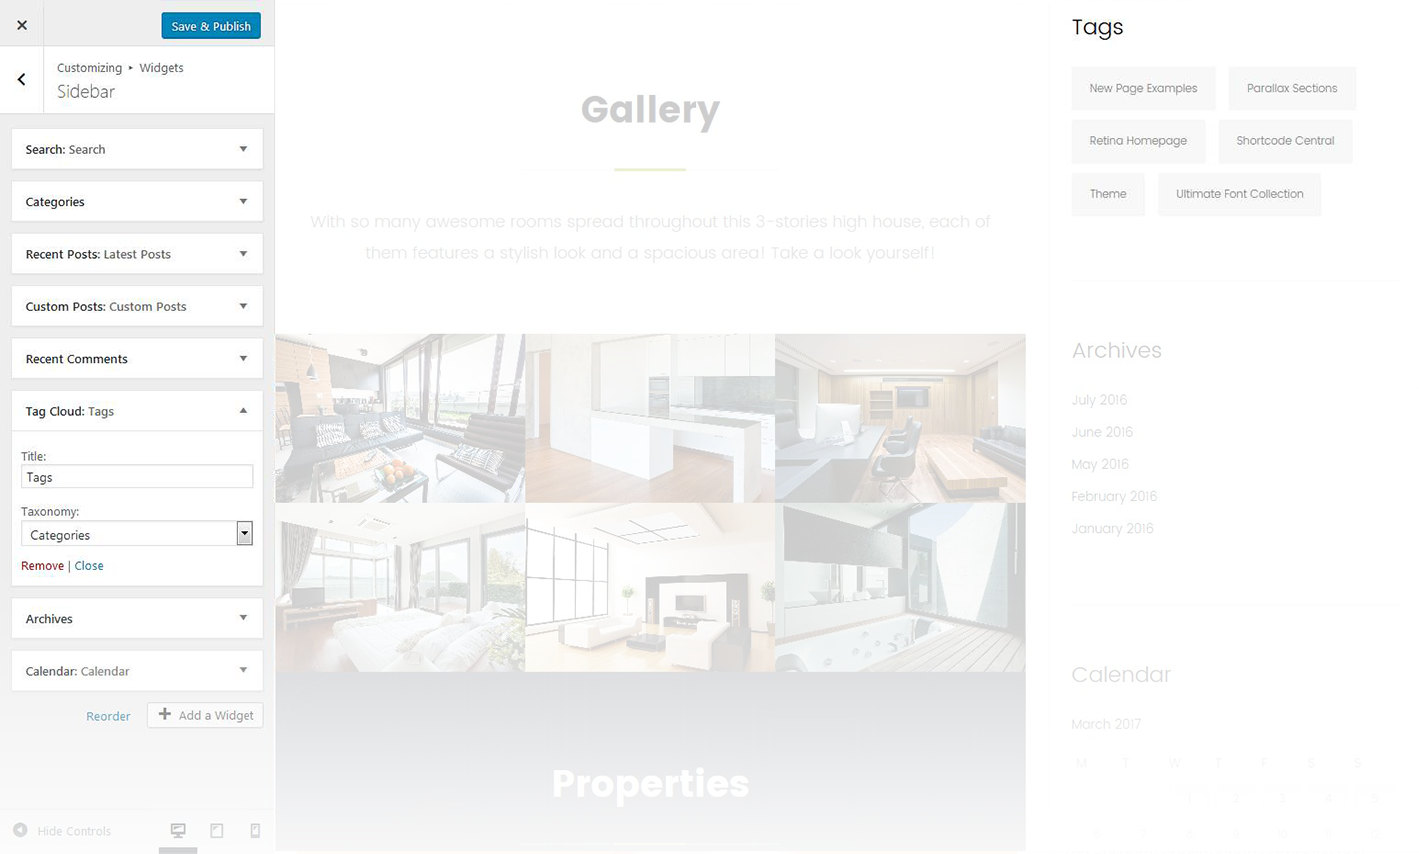 Save & Publish
Customizing ▸ Widgets
Sidebar
Search: Search
Categories
Recent Posts: Latest Posts
Custom Posts: Custom Posts
Recent Comments
Tag Cloud: Tags
Title:
Tags
Taxonomy:
Categories
Remove | Close
Archives
Calendar: Calendar
Reorder
Add a Widget
Hide Controls
Gallery
With so many awesome rooms spread throughout this 3-stories high house, each of
them features a stylish look and a spacious area! Take a look yourself!
Properties
Tags
New Page Examples
Parallax Sections
Retina Homepage
Shortcode Central
Theme
Ultimate Font Collection
Archives
July 2016
June 2016
May 2016
February 2016
January 2016
Calendar
March 2017
M T W T F S S